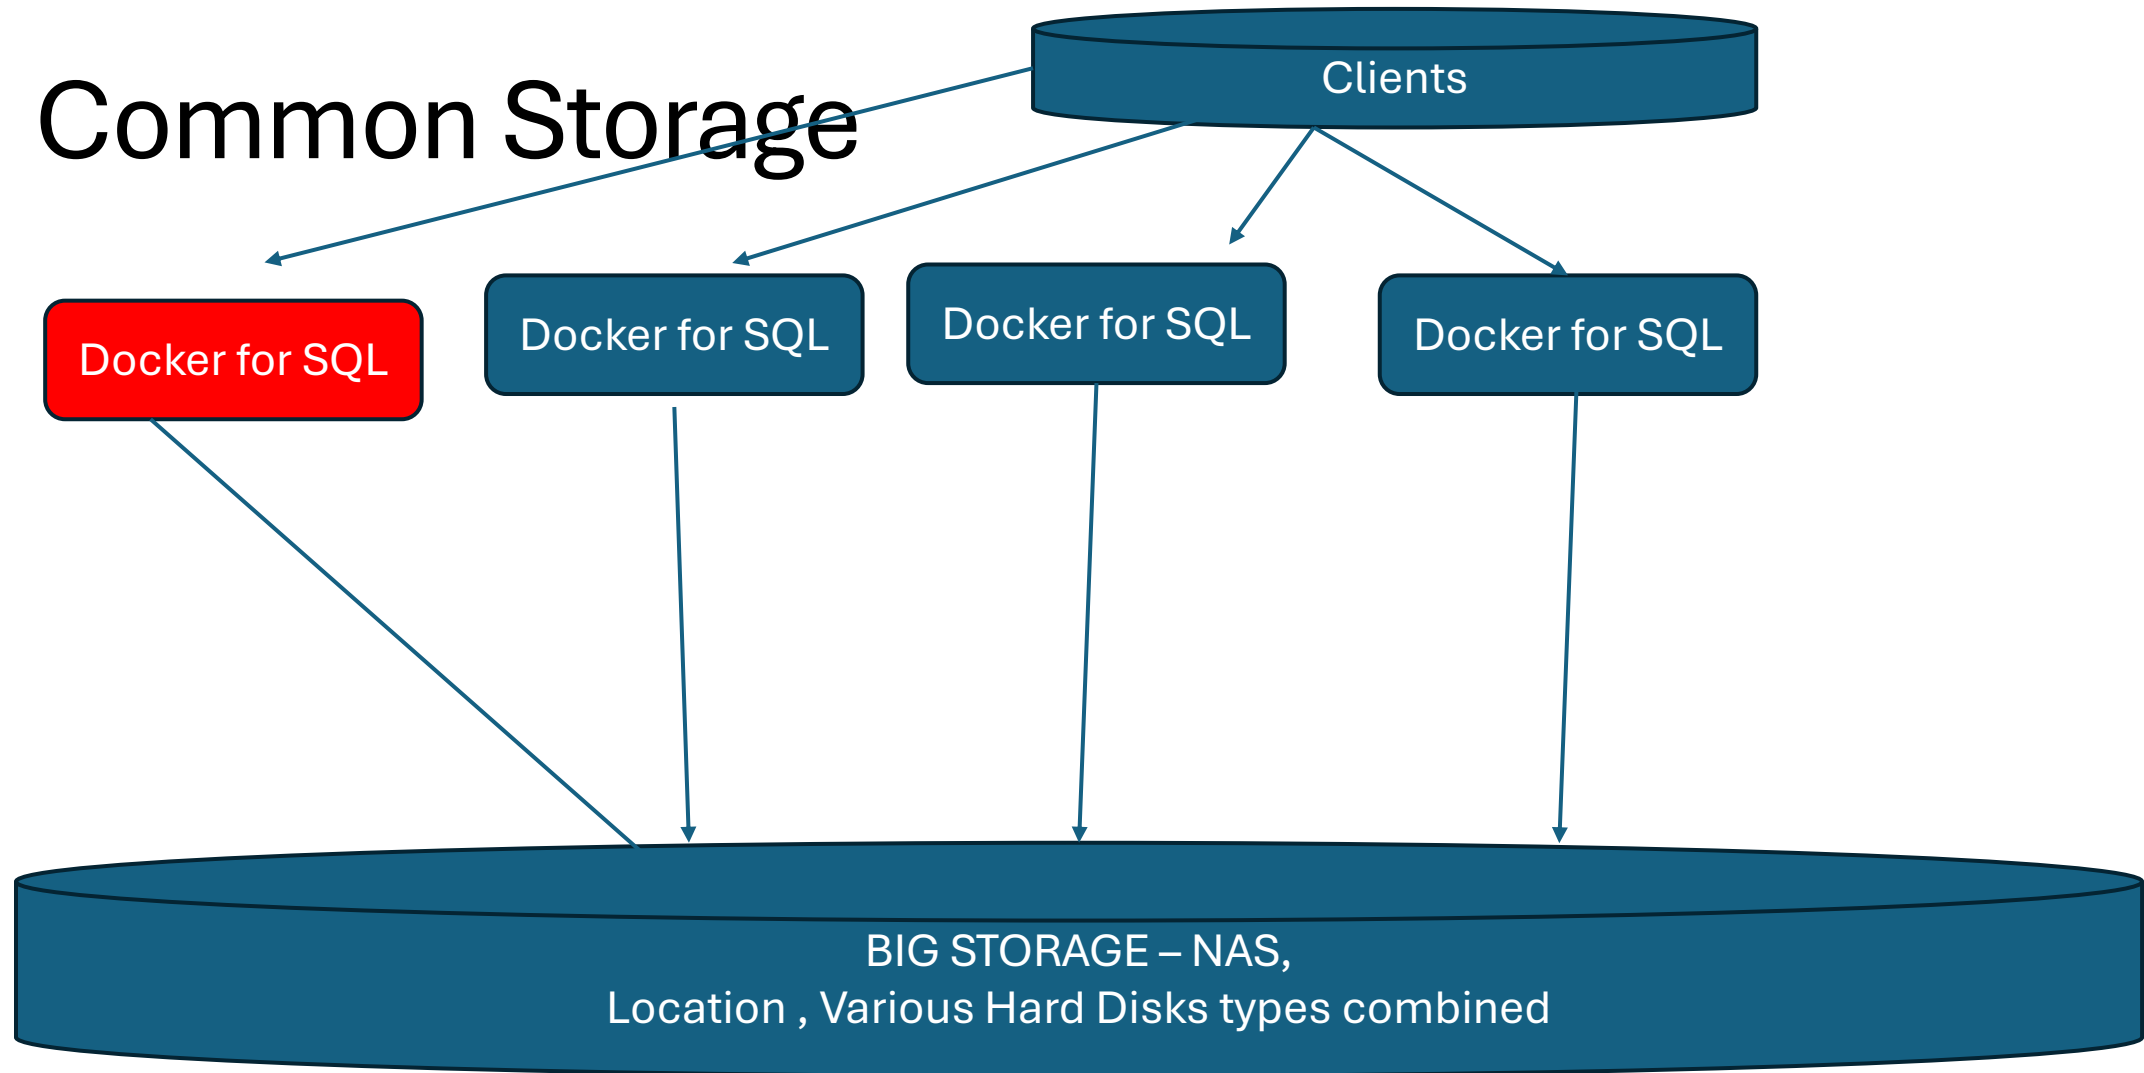 Clients
Common Storage
Docker for SQL
Docker for SQL
Docker for SQL
Docker for SQL
BIG STORAGE – NAS,
Location , Various Hard Disks types combined